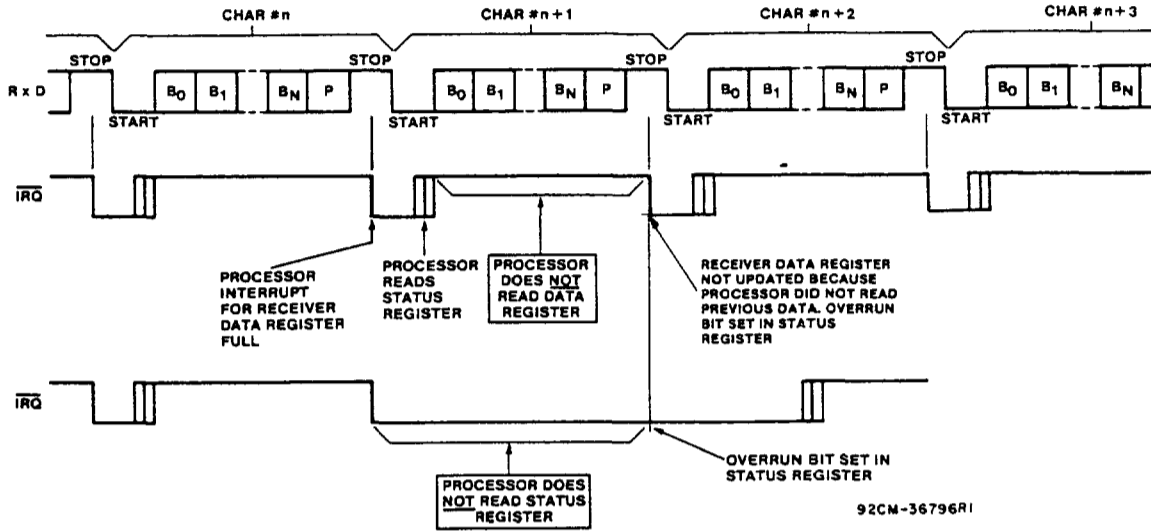 CHAR #n
CHAR #n+1
CHAR #n+2
CHAR #n+3
STOP
STOP
STOP
STOP
R x D
B0 B1 BN P
B0 B1 BN P
B0 B1 BN P
B0 B1 BN
START
START
START
START
IRQ
PROCESSOR
INTERRUPT
FOR RECEIVER
DATA REGISTER
FULL
PROCESSOR
READS
STATUS
REGISTER
PROCESSOR
DOES NOT
READ DATA
REGISTER
RECEIVER DATA REGISTER
NOT UPDATED BECAUSE
PROCESSOR DID NOT READ
PREVIOUS DATA. OVERRUN
BIT SET IN STATUS
REGISTER
IRQ
PROCESSOR DOES
NOT READ STATUS
REGISTER
OVERRUN BIT SET IN
STATUS REGISTER
92CM-36796R1